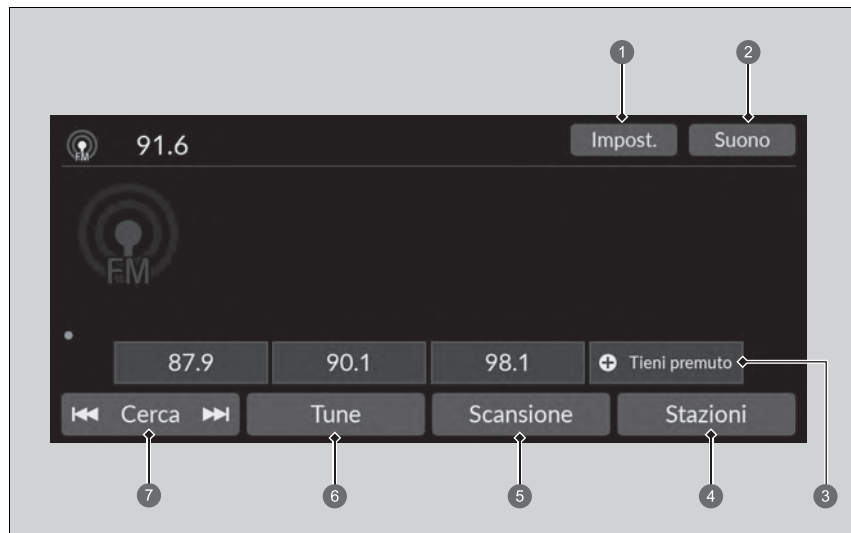 1 2
FM 91.6 Impost. Suono
FM
87.9 90.1 98.1 Tieni premuto
Cerca Tune Scansione Stazioni
7 6 5 4 3